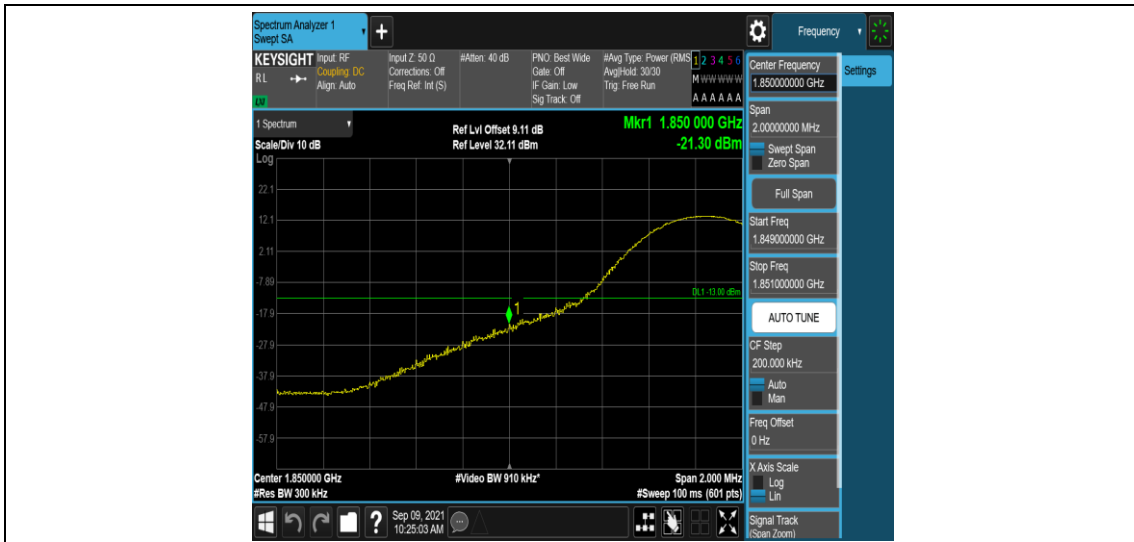 Spectrum Analyzer 1
Swept SA
+
Frequency
KEYSIGHT
RL
LXI
Input: RF
Coupling: DC
Align: Auto
Input Z: 50 Ω
Corrections: Off
Freq Ref: Int (S)
#Atten: 40 dB
PNO: Best Wide
Gate: Off
IF Gain: Low
Sig Track: Off
#Avg Type: Power (RMS
Avg|Hold: 30/30
Trig: Free Run
1 2 3 4 5 6
M W W W W W
A A A A A A
1 Spectrum
Scale/Div 10 dB
Ref Lvl Offset 9.11 dB
Ref Level 32.11 dBm
Mkr1 1.850 000 GHz
-21.30 dBm
Log
22.1
12.1
2.11
-7.89
-17.9
-27.9
-37.9
-47.9
-57.9
DL1 -13.00 dBm
1
Center 1.850000 GHz
#Res BW 300 kHz
#Video BW 910 kHz*
Span 2.000 MHz
#Sweep 100 ms (601 pts)
?
Sep 09, 2021
10:25:03 AM
Center Frequency
1.850000000 GHz
Settings
Span
2.00000000 MHz
Swept Span
Zero Span
Full Span
Start Freq
1.849000000 GHz
Stop Freq
1.851000000 GHz
AUTO TUNE
CF Step
200.000 kHz
Auto
Man
Freq Offset
0 Hz
X Axis Scale
Log
Lin
Signal Track
(Span Zoom)